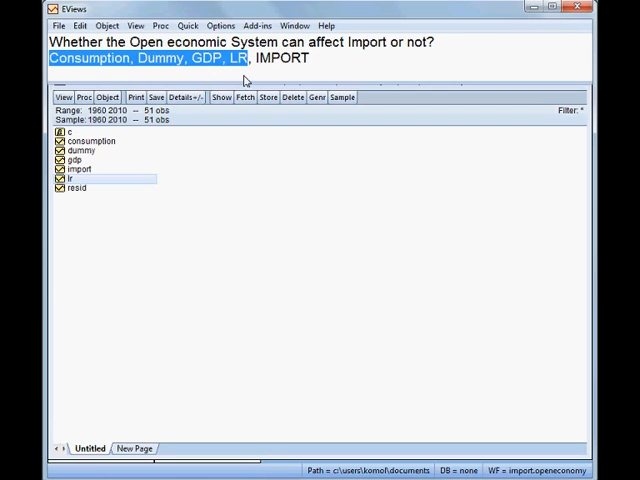 EViews
File Edit Object View Proc Quick Options Add-ins Window Help
Whether the Open economic System can affect Import or not?
Consumption, Dummy, GDP, LR, IMPORT
View Proc Object Print Save Details+/- Show Fetch Store Delete Genr Sample
Range: 1960 2010 -- 51 obs
Filter: *
Sample: 1960 2010 -- 51 obs
c
consumption
dummy
gdp
import
lr
resid
Untitled New Page
Path = c:\users\komol\documents DB = none WF = import.openeconomy